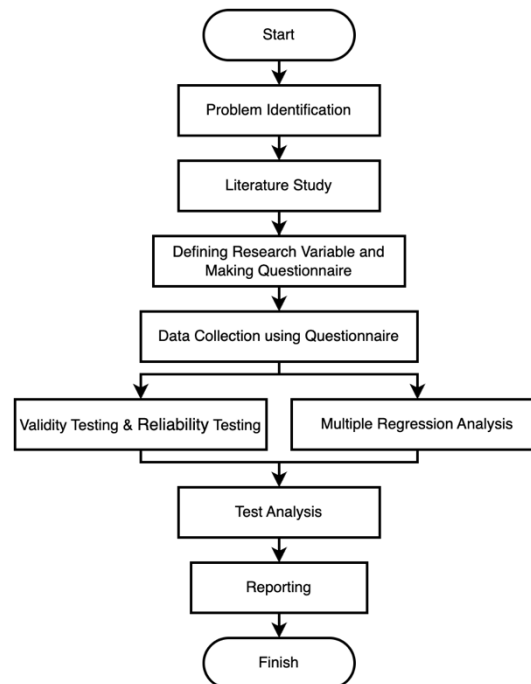 Start
Problem Identification
Literature Study
Defining Research Variable and
Making Questionnaire
Data Collection using Questionnaire
Validity Testing & Reliability Testing
Multiple Regression Analysis
Test Analysis
Reporting
Finish